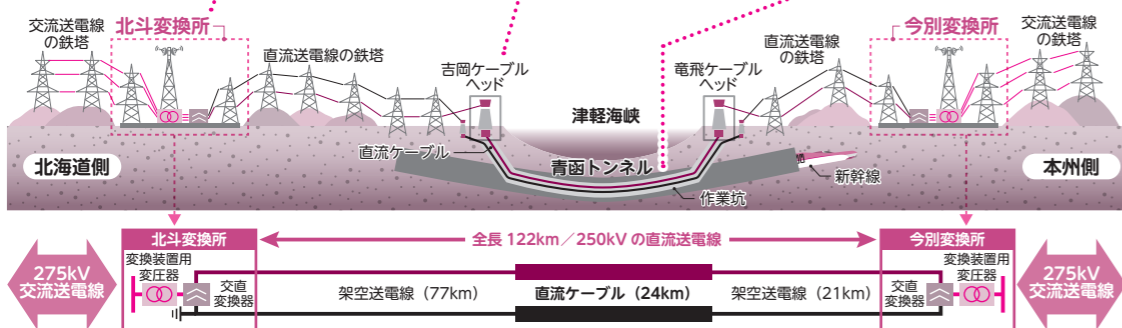 交流送電線
の鉄塔
北斗変換所
直流送電線の鉄塔
吉岡ケーブル
ヘッド
津軽海峡
竜飛ケーブル
ヘッド
直流送電線
の鉄塔
今別変換所
交流送電線
の鉄塔
北海道側
直流ケーブル
青函トンネル
作業坑
新幹線
本州側
北斗変換所
全長 122km/250kV の直流送電線
今別変換所
275kV
交流送電線
変換装置用
変圧器
交直
変換器
架空送電線（77km）
直流ケーブル（24km）
架空送電線（21km）
変換装置用
変圧器
交直
変換器
275kV
交流送電線